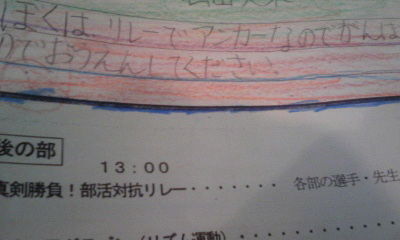 ぼくは、リレーで、アンカーなのでがんば
のでおうえんしてください。
後の部
13:00
真剣勝負!部活対抗リレー・・・・・・・ 各部の選手・先生
(リズム運動)・・・・・・・・・